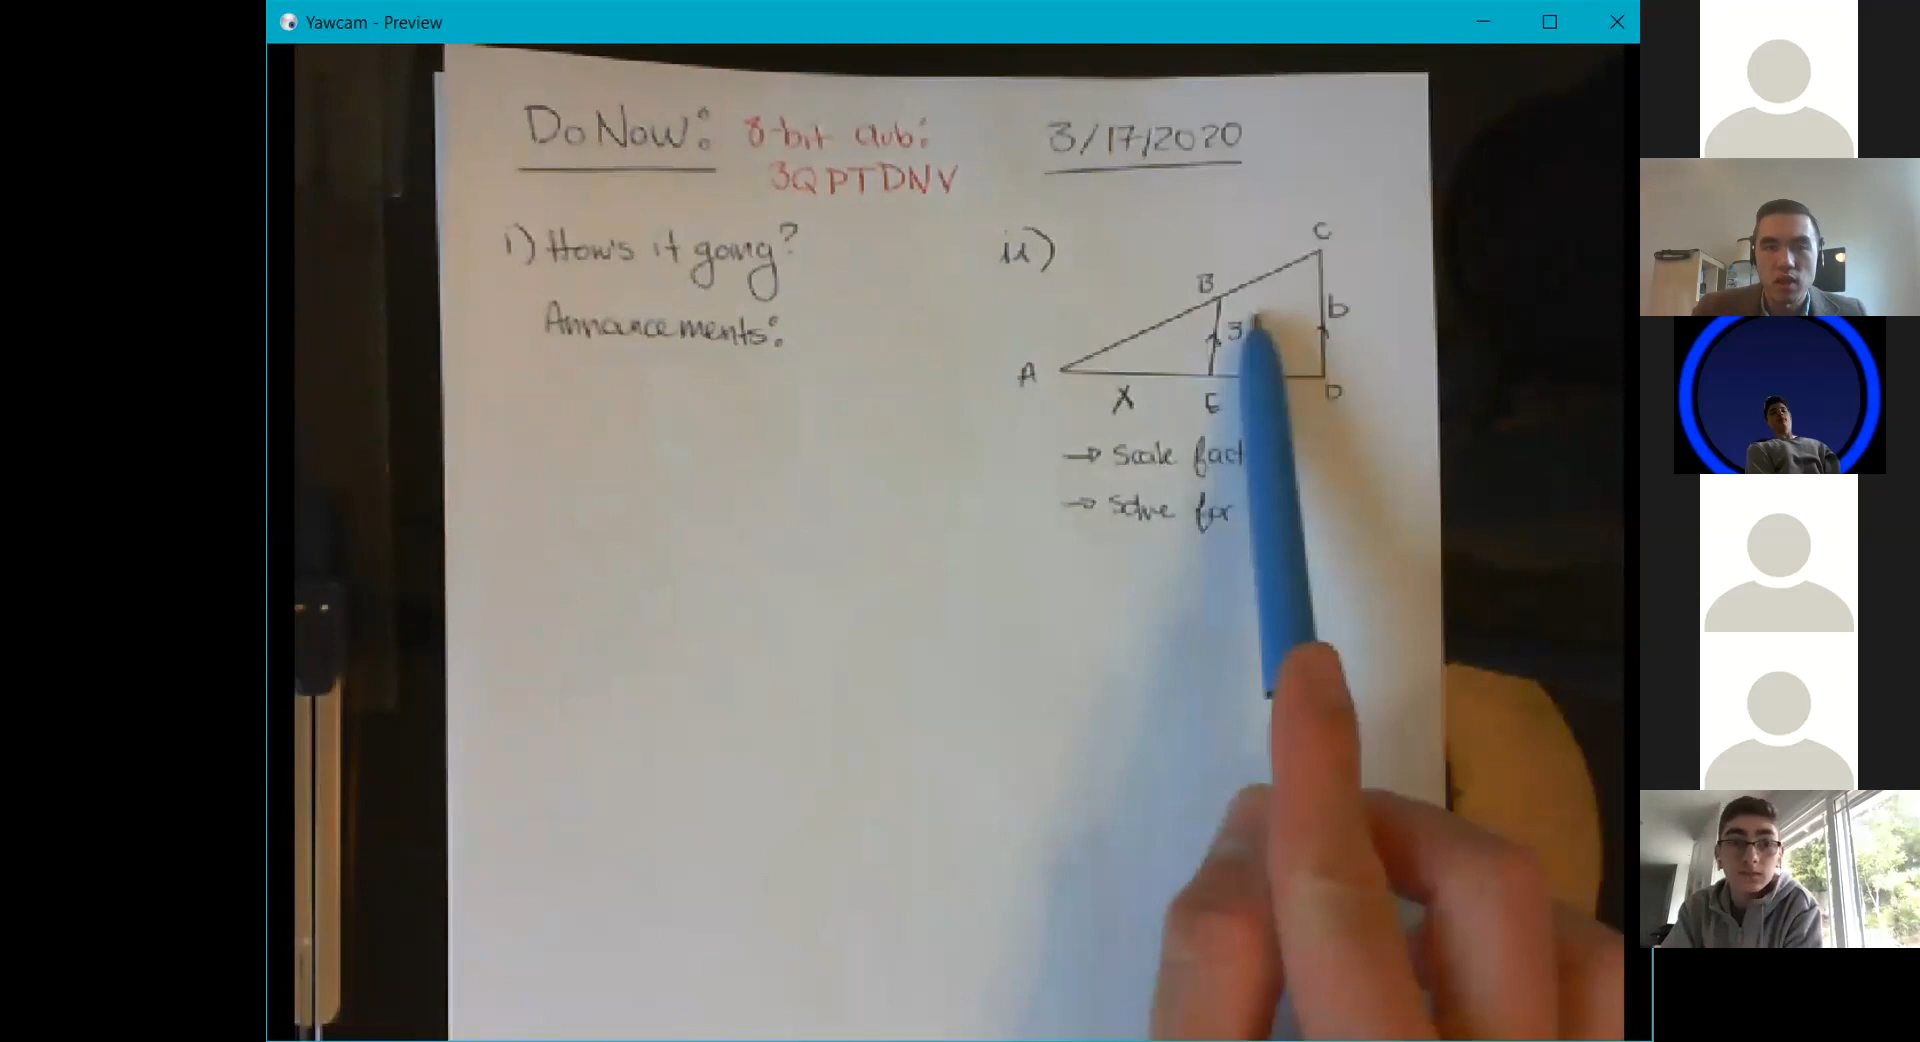 Yawcam - Preview
Do Now:
8-bit club:
3QPTDNV
3/17/2020
i) How's it going?
Annancements:
ii)
C
B
b
3
A
X
E
D
→ Scale fact
→ Solve for